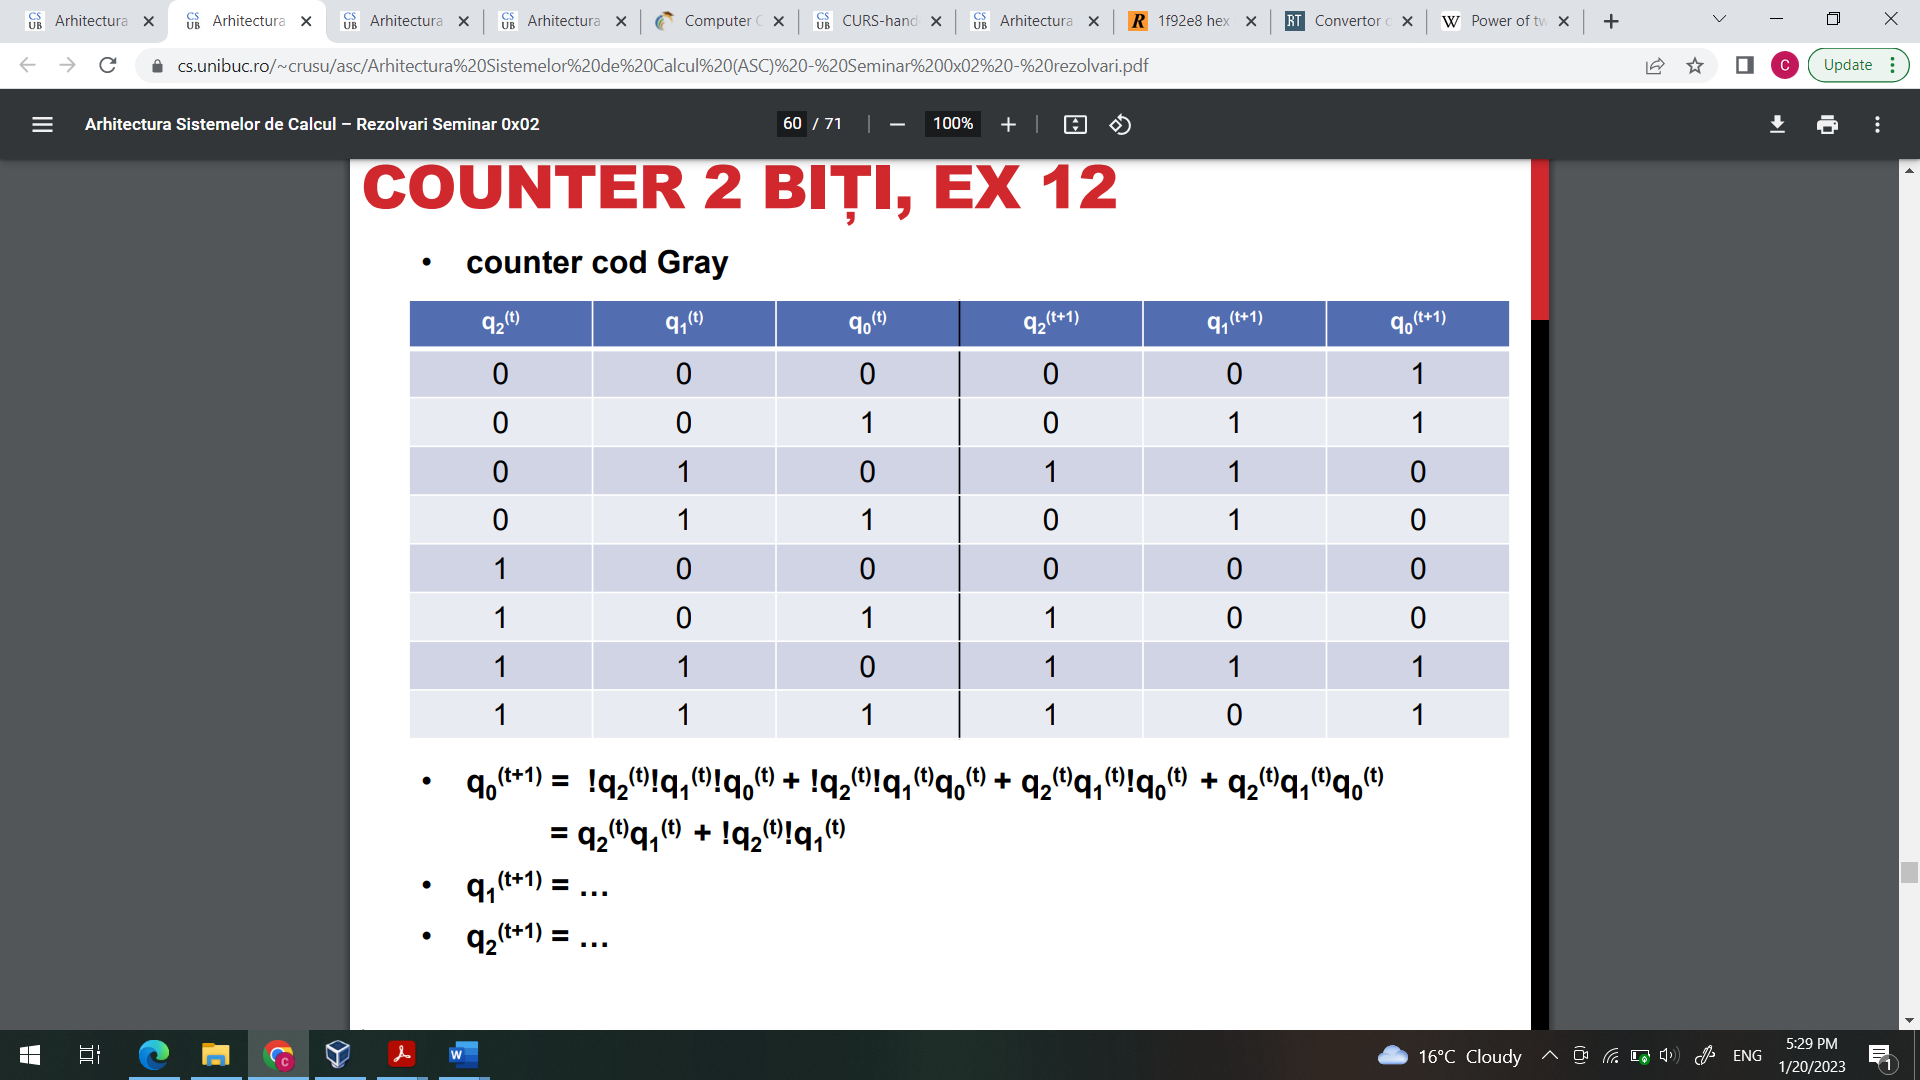 Arhitectura
Arhitectura
Arhitectura
Arhitectura
Computer
CURS-hand
Arhitectura
1f92e8 hex
Convertor
Power of tw
cs.unibuc.ro/~crusu/asc/Arhitectura%20Sistemelor%20de%20Calcul%20(ASC)%20-%20Seminar%200x02%20-%20rezolvari.pdf
C
Update
Arhitectura Sistemelor de Calcul – Rezolvari Seminar 0x02
60 / 71
100%
COUNTER 2 BIȚI, EX 12
• counter cod Gray
q₂⁽ᵗ⁾ q₁⁽ᵗ⁾ q₀⁽ᵗ⁾ q₂⁽ᵗ⁺¹⁾ q₁⁽ᵗ⁺¹⁾ q₀⁽ᵗ⁺¹⁾
0 0 0 0 0 1
0 0 1 0 1 1
0 1 0 1 1 0
0 1 1 0 1 0
1 0 0 0 0 0
1 0 1 1 0 0
1 1 0 1 1 1
1 1 1 1 0 1
• q₀⁽ᵗ⁺¹⁾ = !q₂⁽ᵗ⁾!q₁⁽ᵗ⁾!q₀⁽ᵗ⁾ + !q₂⁽ᵗ⁾!q₁⁽ᵗ⁾q₀⁽ᵗ⁾ + q₂⁽ᵗ⁾q₁⁽ᵗ⁾!q₀⁽ᵗ⁾ + q₂⁽ᵗ⁾q₁⁽ᵗ⁾q₀⁽ᵗ⁾
= q₂⁽ᵗ⁾q₁⁽ᵗ⁾ + !q₂⁽ᵗ⁾!q₁⁽ᵗ⁾
• q₁⁽ᵗ⁺¹⁾ = …
• q₂⁽ᵗ⁺¹⁾ = …
16°C Cloudy
ENG
5:29 PM
1/20/2023
1